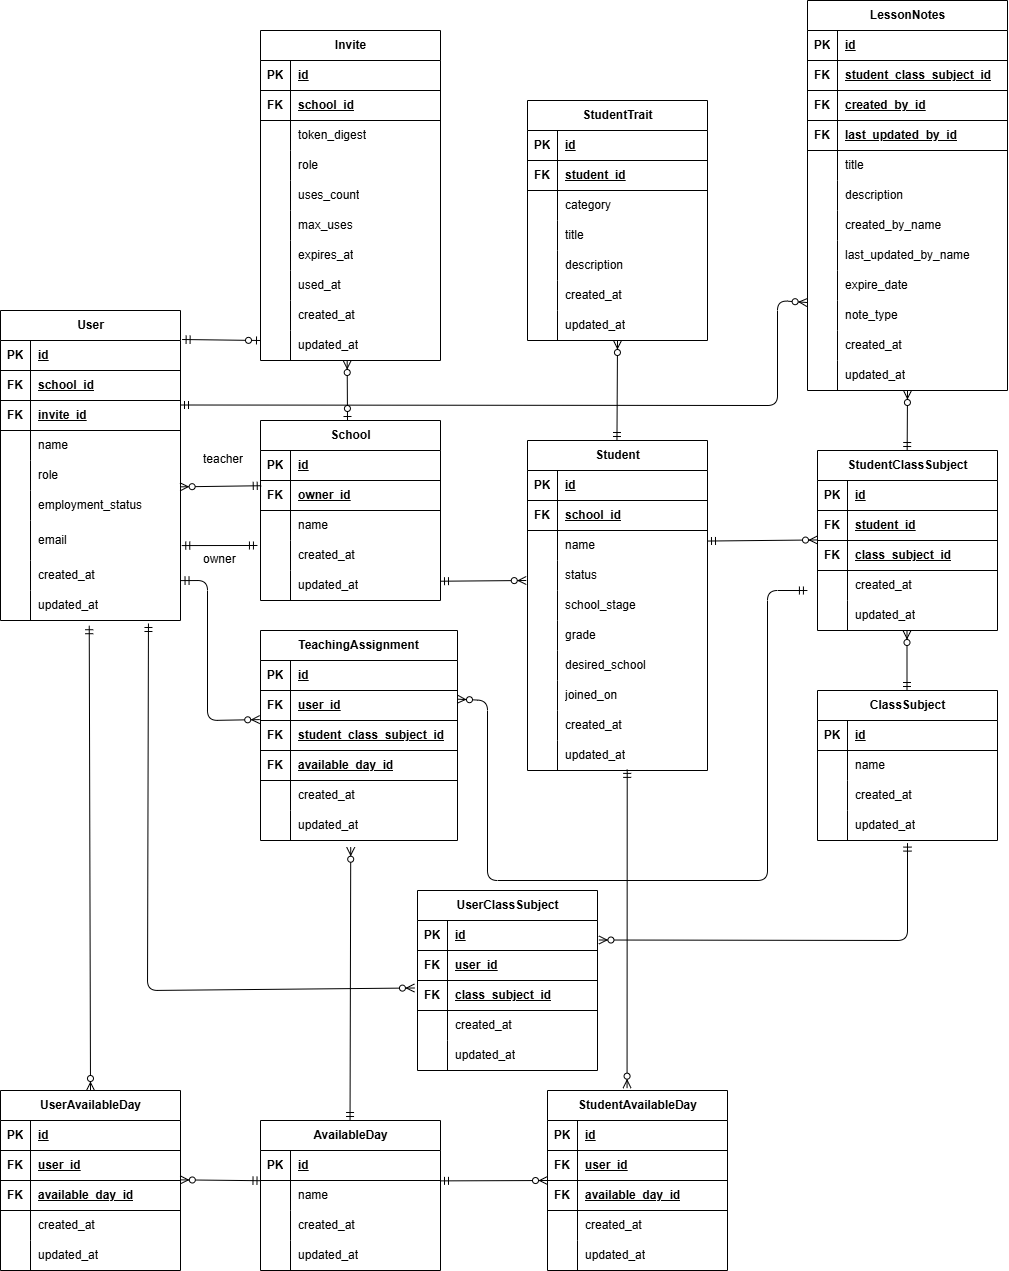 LessonNotes
PK id
FK student_class_subject_id
FK created_by_id
FK last_updated_by_id
title
description
created_by_name
last_updated_by_name
expire_date
note_type
created_at
updated_at
Invite
PK id
FK school_id
token_digest
role
uses_count
max_uses
expires_at
used_at
created_at
updated_at
StudentTrait
PK id
FK student_id
category
title
description
created_at
updated_at
User
PK id
FK school_id
FK invite_id
name
role
employment_status
email
created_at
updated_at
teacher
owner
School
PK id
FK owner_id
name
created_at
updated_at
Student
PK id
FK school_id
name
status
school_stage
grade
desired_school
joined_on
created_at
updated_at
StudentClassSubject
PK id
FK student_id
FK class_subject_id
created_at
updated_at
TeachingAssignment
PK id
FK user_id
FK student_class_subject_id
FK available_day_id
created_at
updated_at
ClassSubject
PK id
name
created_at
updated_at
UserClassSubject
PK id
FK user_id
FK class_subject_id
created_at
updated_at
UserAvailableDay
PK id
FK user_id
FK available_day_id
created_at
updated_at
AvailableDay
PK id
name
created_at
updated_at
StudentAvailableDay
PK id
FK user_id
FK available_day_id
created_at
updated_at